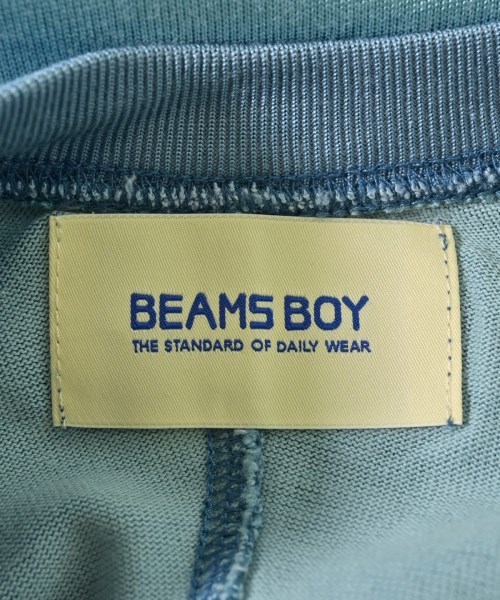 BEAMS BOY
THE STANDARD OF DAILY WEAR